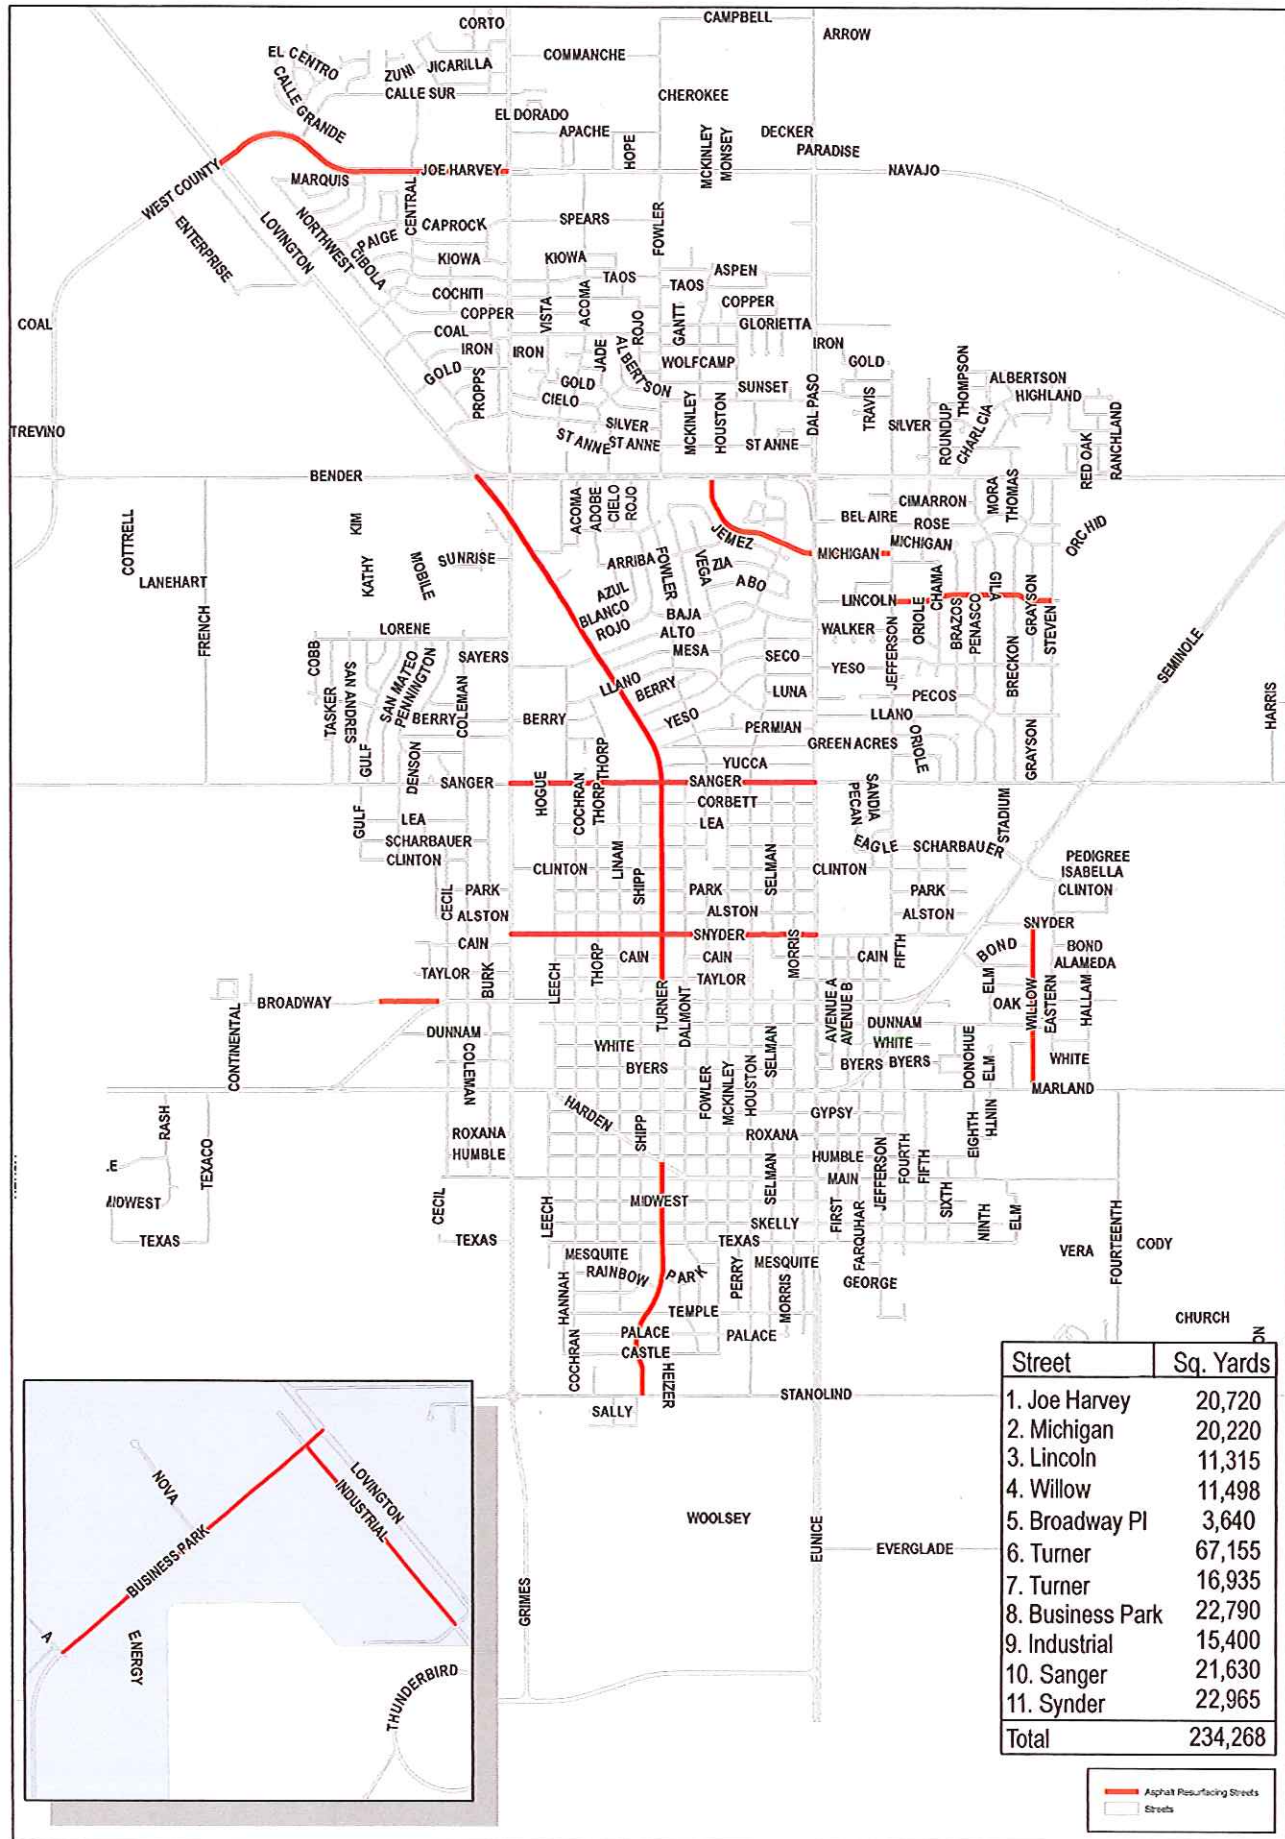 CAMPBELL
CORTO
ARROW
EL CENTRO
COMMANCHE
ZUNI
JICARILLA
CALLE GRANDE
CALLE SUR
CHEROKEE
EL DORADO
APACHE
HOPE
MCKINLEY
MONSEY
DECKER
PARADISE
WEST COUNTY
MARQUIS
JOE HARVEY
NAVAJO
ENTERPRISE
LOVINGTON
NORTHWEST
CENTRAL
PAIGE
CIBOLA
CAPROCK
SPEARS
FOWLER
KIOWA
KIOWA
TAOS
ASPEN
TAOS
COCHITI
COPPER
VISTA
ACOMA
COPPER
COAL
COAL
ROJO
GANTT
GLORIETTA
IRON
IRON
IRON
JADE
ALBERTSON
WOLFCAMP
GOLD
GOLD
PROPPS
GOLD
CIELO
SUNSET
DAL PASO
TRAVIS
THOMPSON
ALBERTSON
HIGHLAND
TREVINO
SILVER
ST ANNE
ST ANNE
MCKINLEY
HOUSTON
ST ANNE
SILVER
ROUNDUP
CHARLCIA
RED OAK
RANCHLAND
BENDER
COTTRELL
KIM
ACOMA
ADOBE
CIELO
ROJO
CIMARRON
MORA
THOMAS
BEL AIRE
ROSE
ORCHID
LANEHART
KATHY
MOBILE
SUNRISE
ARRIBA
JEMEZ
MICHIGAN
MICHIGAN
FOWLER
VEGA
ZIA
ABO
FRENCH
AZUL
BLANCO
ROJO
BAJA
ALTO
MESA
LINCOLN
ORIOLE
CHAMA
BRAZOS
PENASCO
GILA
GRAYSON
STEVEN
WALKER
JEFFERSON
SEMINOLE
COBB
LORENE
SAYERS
SECO
YESO
BRECKON
TASKER
SAN ANDRES
SAN MATEO
PENNINGTON
COLEMAN
LLANO
BERRY
LUNA
PECOS
HARRIS
BERRY
BERRY
YESO
PERMIAN
LLANO
GULF
DENSON
THORP
GREEN ACRES
ORIOLE
GRAYSON
YUCCA
SANGER
HOGUE
COCHRAN
THORP
SANGER
CORBETT
SANDIA
PECAN
STADIUM
GULF
LEA
LEA
SCHARBAUER
CLINTON
EAGLE
SCHARBAUER
PEDIGREE
ISABELLA
CLINTON
CLINTON
LINAM
SHIPP
SELMAN
CLINTON
CECIL
PARK
PARK
PARK
ALSTON
ALSTON
ALSTON
SNYDER
SNYDER
CAIN
THORP
CAIN
CAIN
MORRIS
CAIN
FIFTH
BOND
BOND
ALAMEDA
TAYLOR
BURK
LEECH
TAYLOR
ELM
BROADWAY
TURNER
DALMONT
AVENUE A
AVENUE B
OAK
WILLOW
EASTERN
HALLAM
CONTINENTAL
DUNNAM
COLEMAN
WHITE
SELMAN
DUNNAM
WHITE
DONOHUE
ELM
WHITE
BYERS
FOWLER
MCKINLEY
HOUSTON
BYERS
BYERS
MARLAND
RASH
TEXACO
HARDEN
GYPSY
NINTH
ROXANA
SHIPP
ROXANA
EIGHTH
HUMBLE
HUMBLE
JEFFERSON
FOURTH
FIFTH
MIDWEST
CECIL
LEECH
MIDWEST
SELMAN
MAIN
FIRST
SIXTH
NINTH
ELM
SKELLY
FARQUHAR
FOURTEENTH
TEXAS
TEXAS
TEXAS
VERA
CODY
MESQUITE
RAINBOW
PARK
PERRY
MESQUITE
GEORGE
HANNAH
TEMPLE
MORRIS
CHURCH
COCHRAN
PALACE
PALACE
CASTLE
HEIZER
STANOLIND
SALLY
WOOLSEY
EUNICE
EVERGLADE
GRIMES
NOVA
LOVINGTON
INDUSTRIAL
BUSINESS PARK
A
ENERGY
THUNDERBIRD
Street Sq. Yards
1. Joe Harvey 20,720
2. Michigan 20,220
3. Lincoln 11,315
4. Willow 11,498
5. Broadway Pl 3,640
6. Turner 67,155
7. Turner 16,935
8. Business Park 22,790
9. Industrial 15,400
10. Sanger 21,630
11. Synder 22,965
Total 234,268
Asphalt Resurfacing Streets
Streets